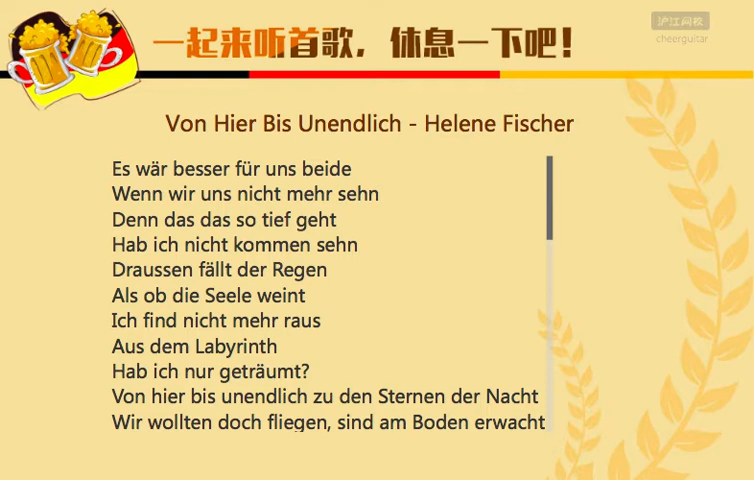 一起来听首歌，休息一下吧！
沪江网校
cheerguitar
Von Hier Bis Unendlich - Helene Fischer
Es wär besser für uns beide
Wenn wir uns nicht mehr sehn
Denn das das so tief geht
Hab ich nicht kommen sehn
Draussen fällt der Regen
Als ob die Seele weint
Ich find nicht mehr raus
Aus dem Labyrinth
Hab ich nur geträumt?
Von hier bis unendlich zu den Sternen der Nacht
Wir wollten doch fliegen, sind am Boden erwacht